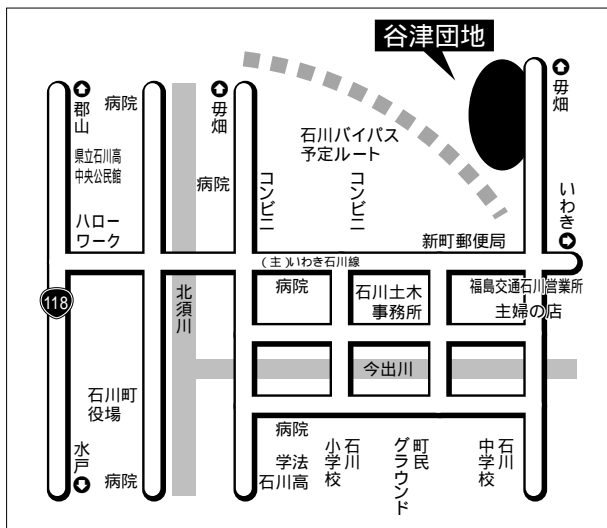 谷津団地
毋畑
郡山
病院
毋畑
石川バイパス
予定ルート
県立石川高
中央公民館
病院
コンビニ
コンビニ
いわき
ハロー
ワーク
新町郵便局
(主)いわき石川線
118
北須川
病院
石川土木
事務所
福島交通石川営業所
主婦の店
今出川
石川町
役場
水戸
病院
病院
学法
石川高
石川
小学校
町民
グラウンド
石川
中学校